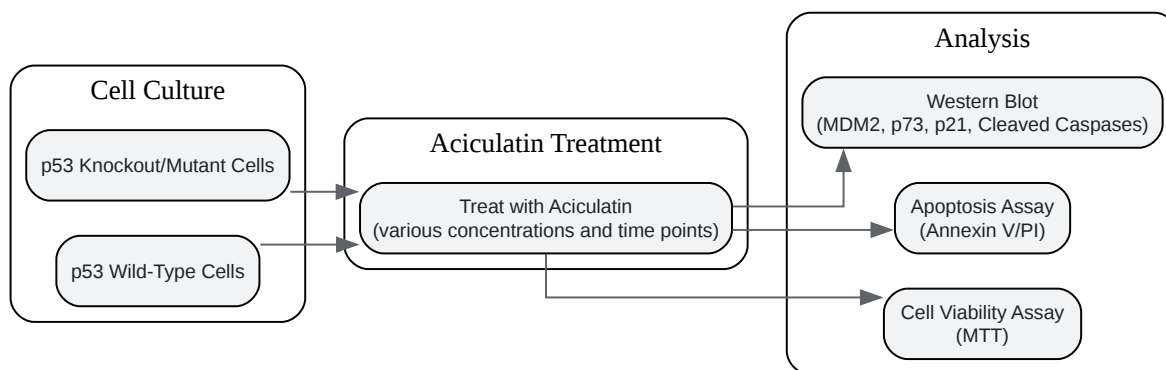 Cell Culture
p53 Knockout/Mutant Cells
p53 Wild-Type Cells
Aciculatin Treatment
Treat with Aciculatin
(various concentrations and time points)
Analysis
Western Blot
(MDM2, p73, p21, Cleaved Caspases)
Apoptosis Assay
(Annexin V/PI)
Cell Viability Assay
(MTT)